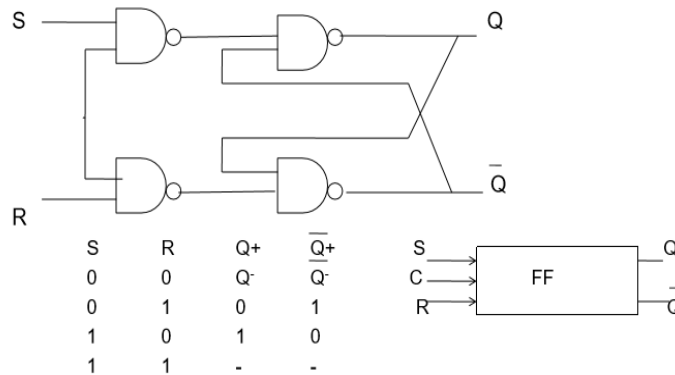 S
Q
Q̅
R
S R Q+ Q̅+
0 0 Q- Q̅-
0 1 0 1
1 0 1 0
1 1 - -
S Q
C FF
R Q̅